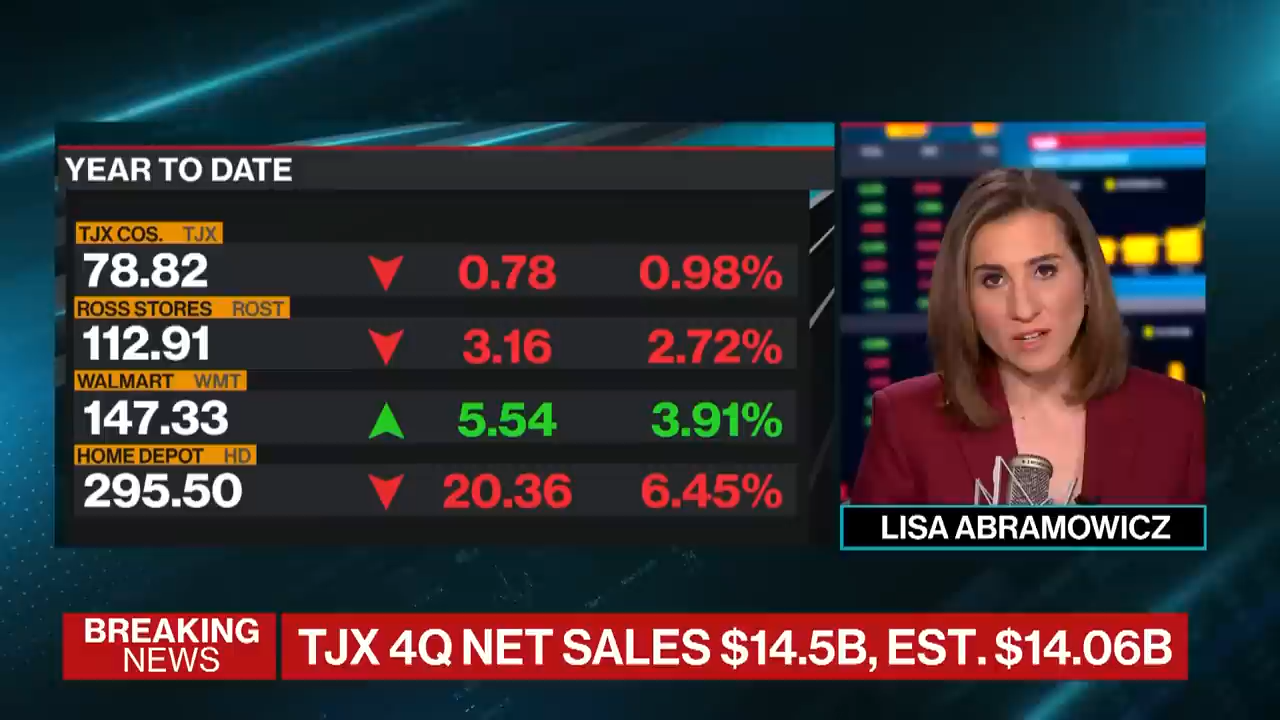 YEAR TO DATE
TJX COS. TJX
78.82 0.78 0.98%
ROSS STORES ROST
112.91 3.16 2.72%
WALMART WMT
147.33 5.54 3.91%
HOME DEPOT HD
295.50 20.36 6.45%
LISA ABRAMOWICZ
BREAKING
NEWS
TJX 4Q NET SALES $14.5B, EST. $14.06B